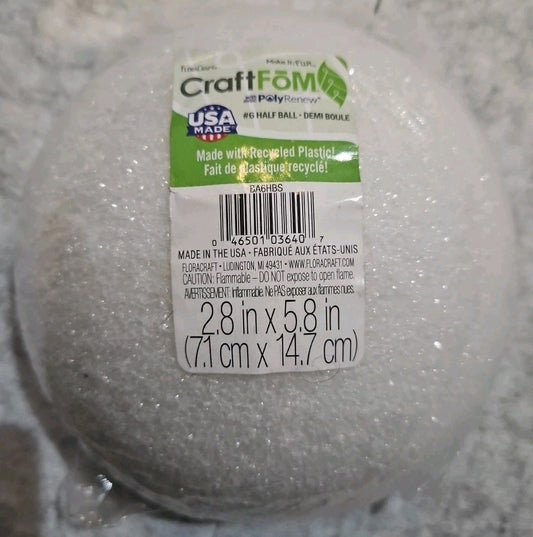 FloraCraft Make It: Fun
CraftFōM
with PolyRenew®
USA
MADE
#6 HALF BALL • DEMI BOULE
Made with Recycled Plastic!
Fait de plastique recyclé!
BA6HBS
0 46501 03640 7
MADE IN THE USA • FABRIQUÉ AUX ÉTATS-UNIS
FLORACRAFT • LUDINGTON, MI 49431 • WWW.FLORACRAFT.COM
CAUTION: Flammable – DO NOT expose to open flame.
AVERTISSEMENT: Inflammable. Ne PAS exposer aux flammes nues.
2.8 in x 5.8 in
(7.1 cm x 14.7 cm)